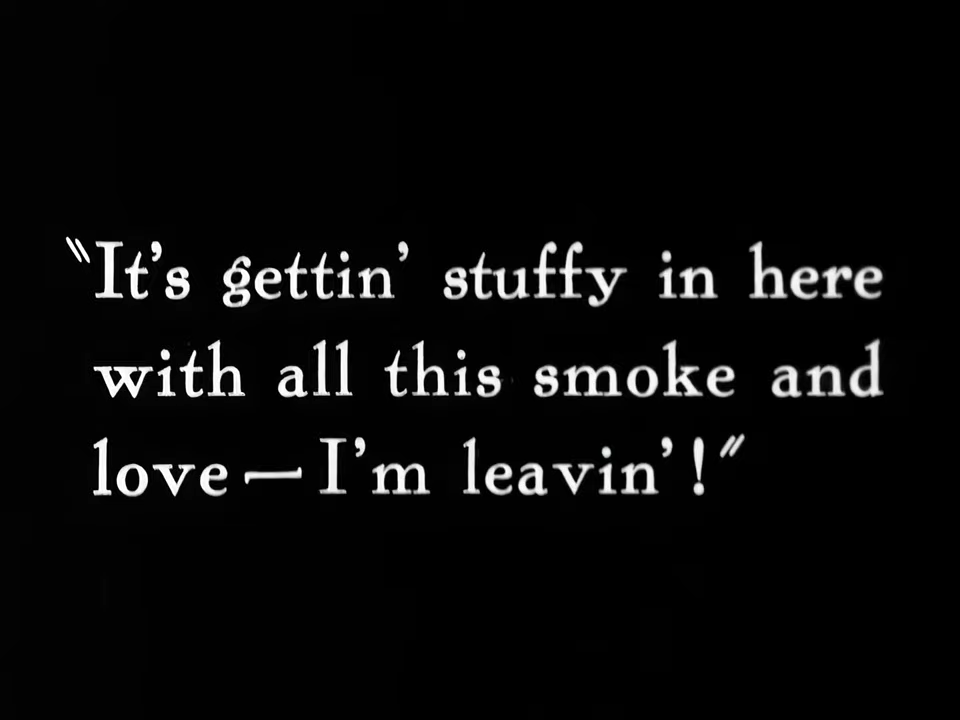 "It's gettin' stuffy in here
with all this smoke and
love—I'm leavin'!"